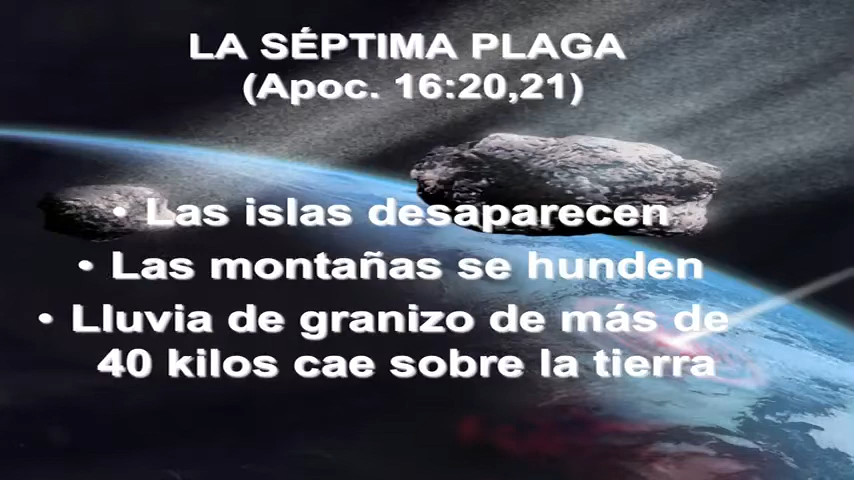 LA SÉPTIMA PLAGA
(Apoc. 16:20,21)
• Las islas desaparecen
• Las montañas se hunden
• Lluvia de granizo de más de
40 kilos cae sobre la tierra